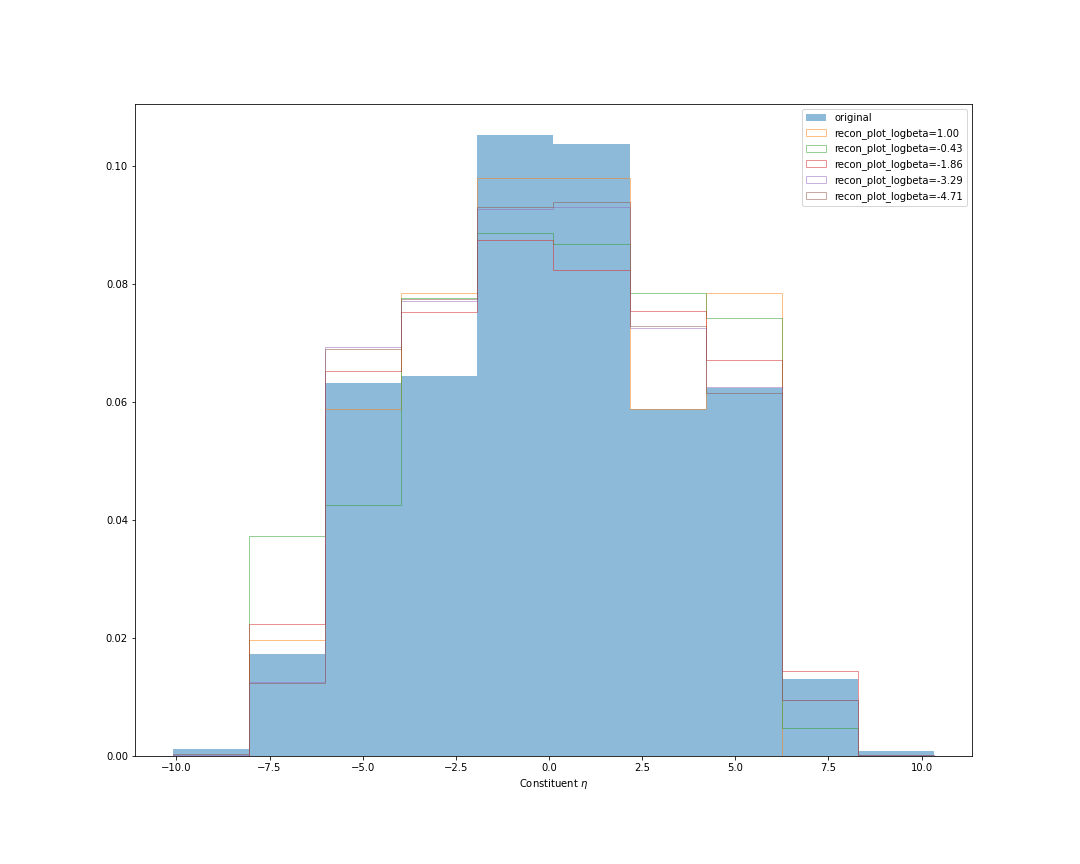 original
recon_plot_logbeta=1.00
recon_plot_logbeta=-0.43
recon_plot_logbeta=-1.86
recon_plot_logbeta=-3.29
recon_plot_logbeta=-4.71
0.10
0.08
0.06
0.04
0.02
0.00
−10.0 −7.5 −5.0 −2.5 0.0 2.5 5.0 7.5 10.0
Constituent η